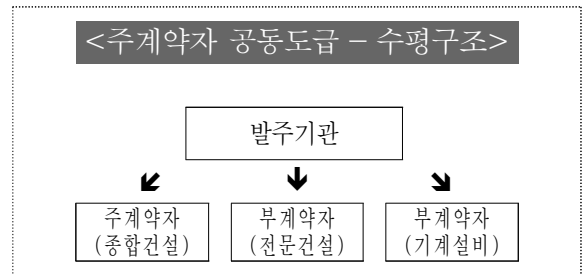 <주계약자 공동도급 – 수평구조>
발주기관
주계약자
(종합건설)
부계약자
(전문건설)
부계약자
(기계설비)